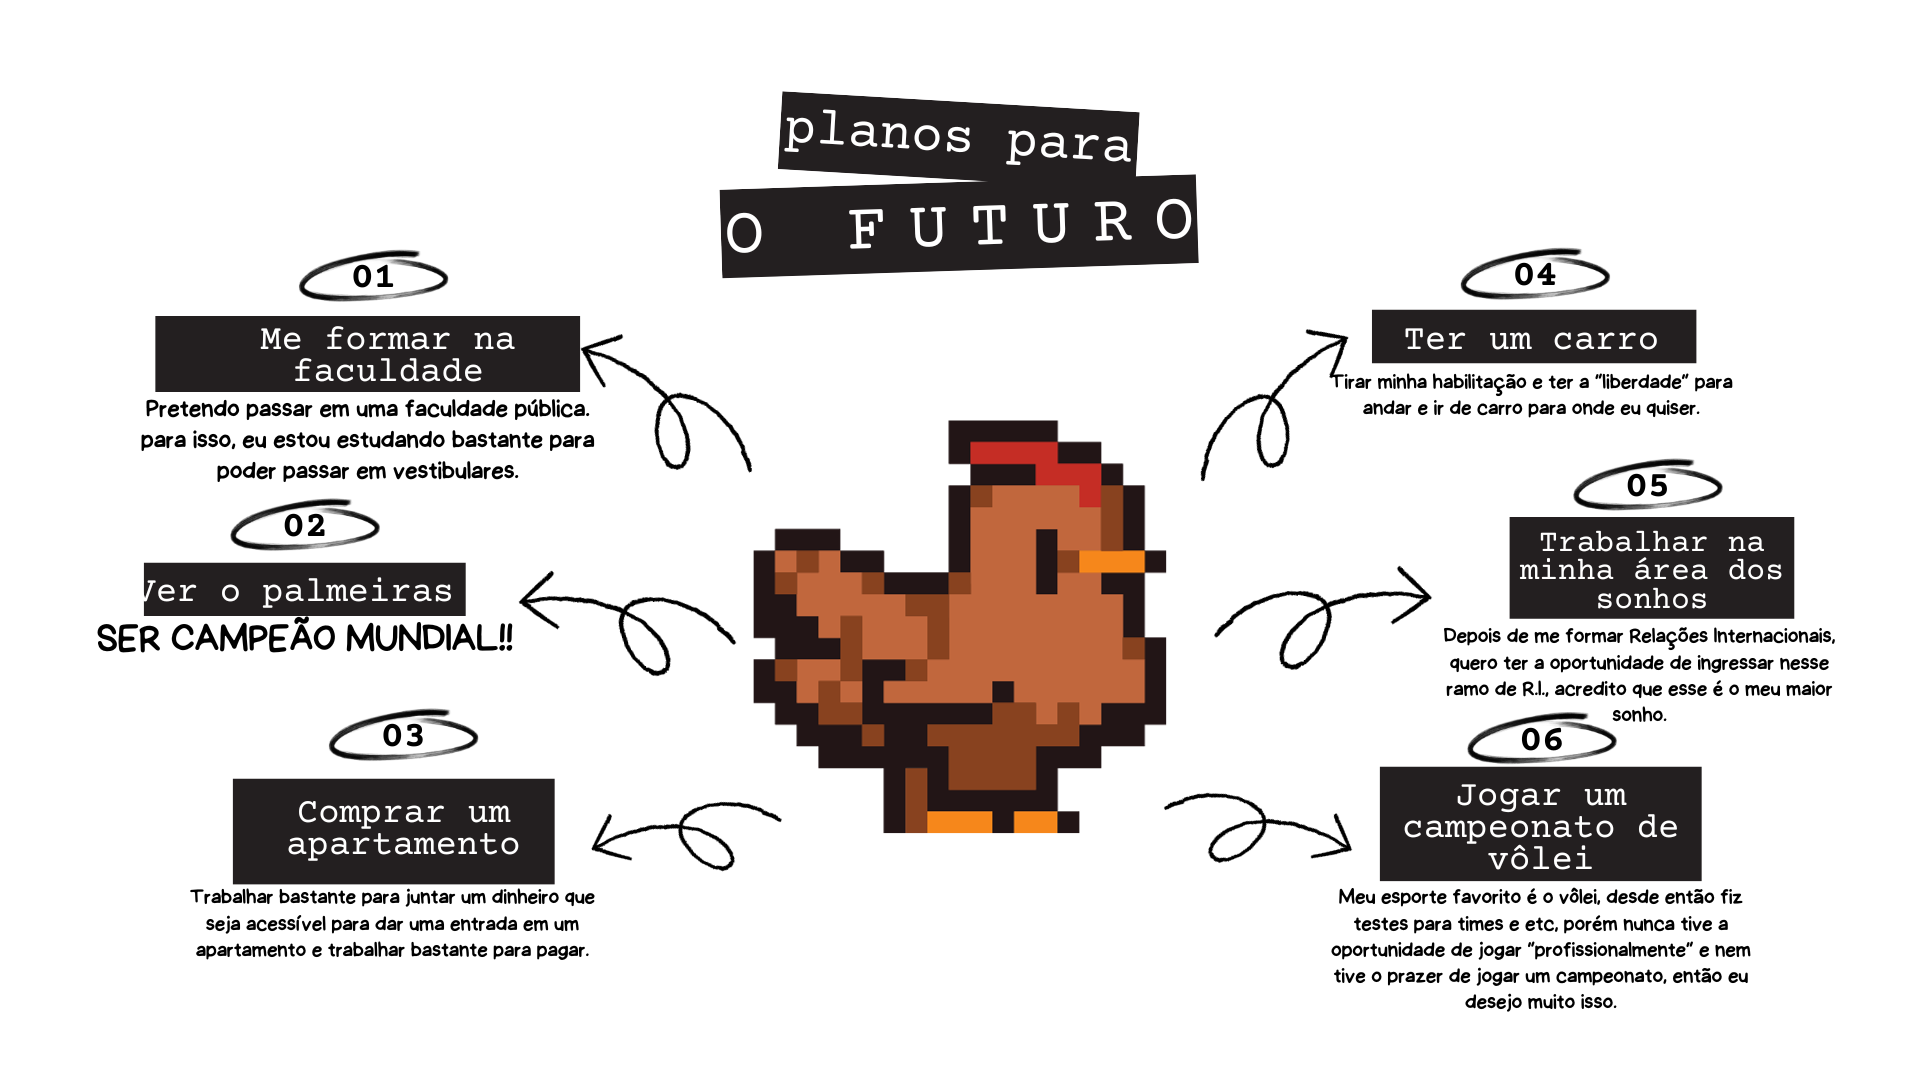 planos para
O FUTURO
01
Me formar na
faculdade
Pretendo passar em uma faculdade pública.
para isso, eu estou estudando bastante para
poder passar em vestibulares.
02
Ver o palmeiras
SER CAMPEÃO MUNDIAL!!
03
Comprar um
apartamento
Trabalhar bastante para juntar um dinheiro que
seja acessível para dar uma entrada em um
apartamento e trabalhar bastante para pagar.
04
Ter um carro
Tirar minha habilitação e ter a "liberdade" para
andar e ir de carro para onde eu quiser.
05
Trabalhar na
minha área dos
sonhos
Depois de me formar Relações Internacionais,
quero ter a oportunidade de ingressar nesse
ramo de R.I., acredito que esse é o meu maior
sonho.
06
Jogar um
campeonato de
vôlei
Meu esporte favorito é o vôlei, desde então fiz
testes para times e etc, porém nunca tive a
oportunidade de jogar "profissionalmente" e nem
tive o prazer de jogar um campeonato, então eu
desejo muito isso.